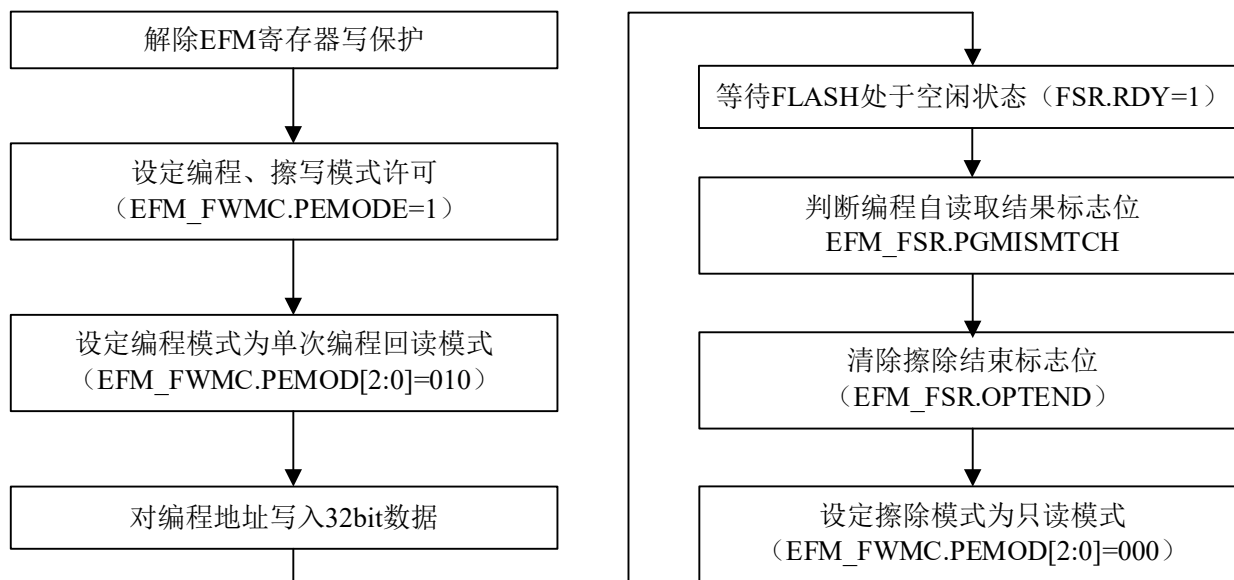 解除EFM寄存器写保护
设定编程、擦写模式许可
（EFM_FWMC.PEMODE=1）
设定编程模式为单次编程回读模式
（EFM_FWMC.PEMOD[2:0]=010）
对编程地址写入32bit数据
等待FLASH处于空闲状态（FSR.RDY=1）
判断编程自读取结果标志位
EFM_FSR.PGMISMTCH
清除擦除结束标志位
（EFM_FSR.OPTEND）
设定擦除模式为只读模式
（EFM_FWMC.PEMOD[2:0]=000）